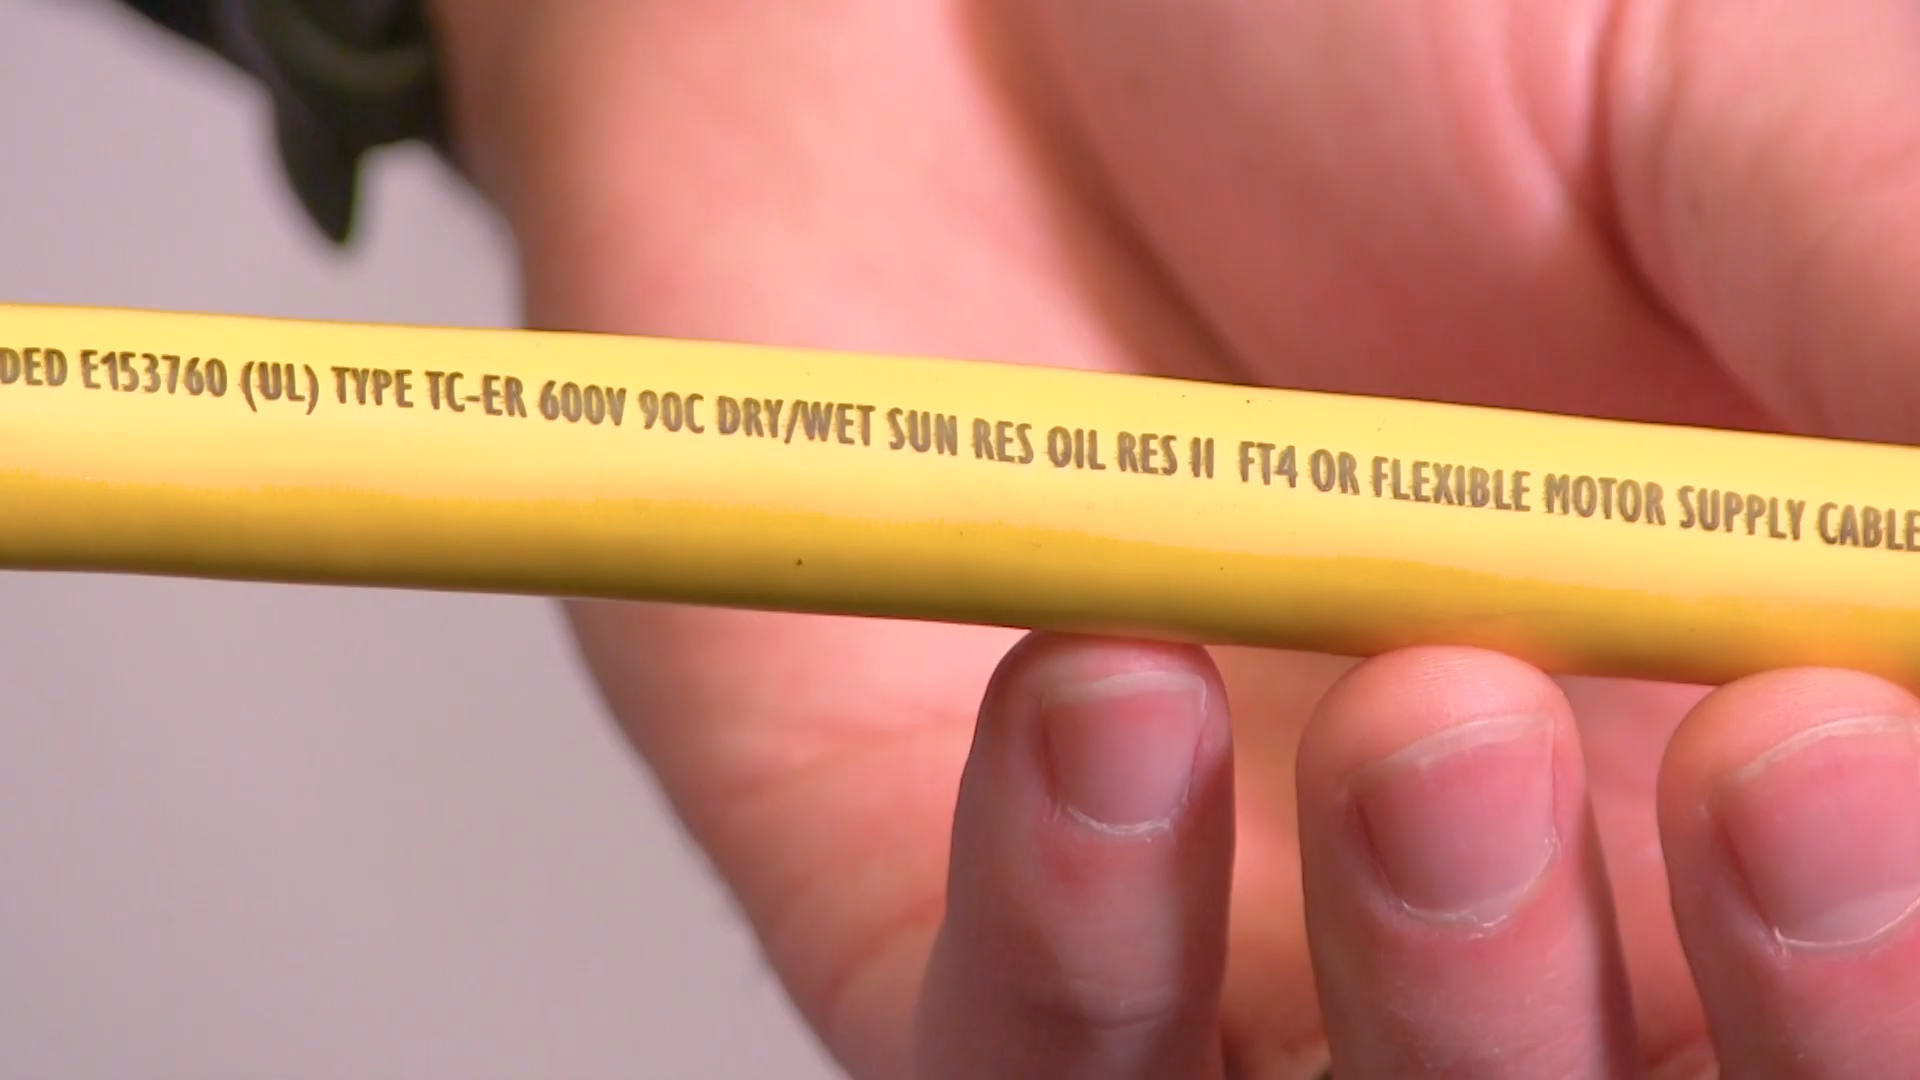 DED E153760 (UL) TYPE TC-ER 600V 90C DRY/WET SUN RES OIL RES II FT4 OR FLEXIBLE MOTOR SUPPLY CABLE